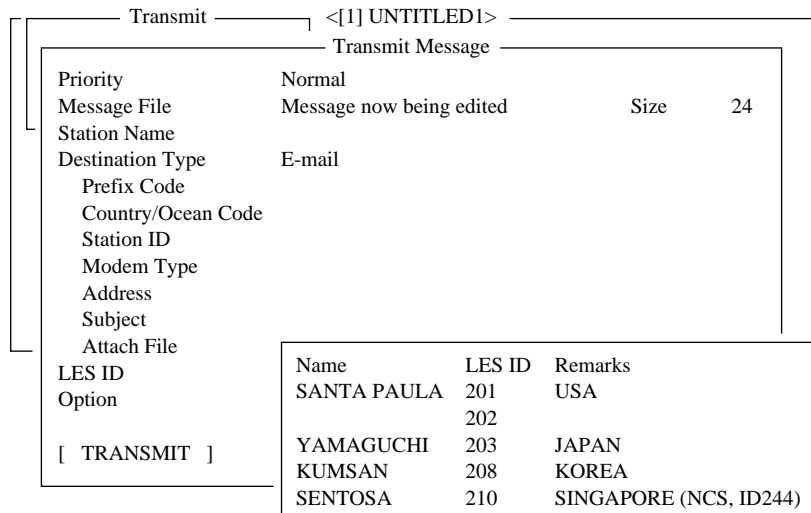 Transmit <[1] UNTITLED1>
Transmit Message
Priority Normal
Message File Message now being edited Size 24
Station Name
Destination Type E-mail
Prefix Code
Country/Ocean Code
Station ID
Modem Type
Address
Subject
Attach File
LES ID
Option
[ TRANSMIT ]
Name LES ID Remarks
SANTA PAULA 201 USA
202
YAMAGUCHI 203 JAPAN
KUMSAN 208 KOREA
SENTOSA 210 SINGAPORE (NCS, ID244)